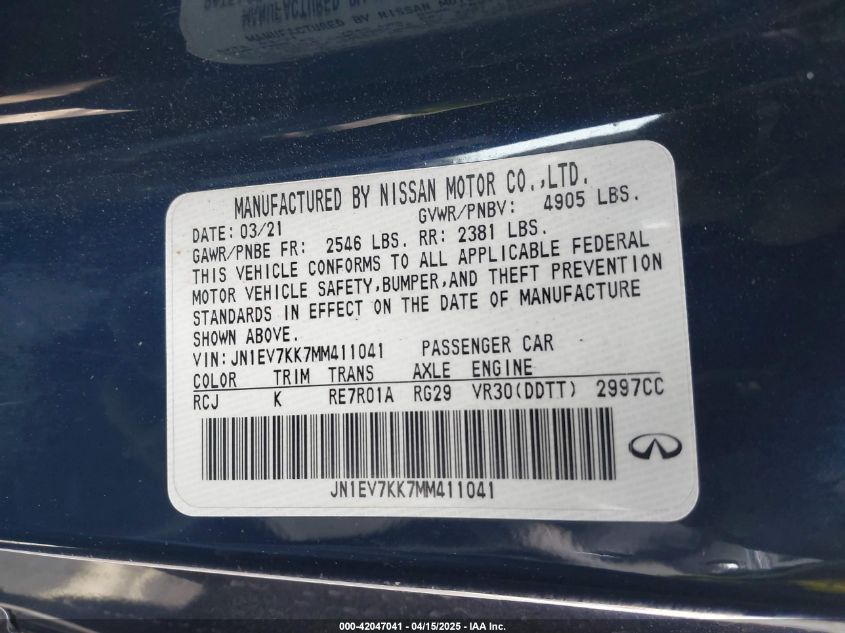 MANUFACTURED BY NISSAN MOTOR CO.,LTD.
DATE: 03/21 GVWR/PNBV: 4905 LBS.
GAWR/PNBE FR: 2546 LBS. RR: 2381 LBS.
THIS VEHICLE CONFORMS TO ALL APPLICABLE FEDERAL
MOTOR VEHICLE SAFETY,BUMPER,AND THEFT PREVENTION
STANDARDS IN EFFECT ON THE DATE OF MANUFACTURE
SHOWN ABOVE.
VIN:JN1EV7KK7MM411041 PASSENGER CAR
COLOR TRIM TRANS AXLE ENGINE
RCJ K RE7R01A RG29 VR30(DDTT) 2997CC
JN1EV7KK7MM411041
000-42047041 | 04/15/2025 | IAA Inc.